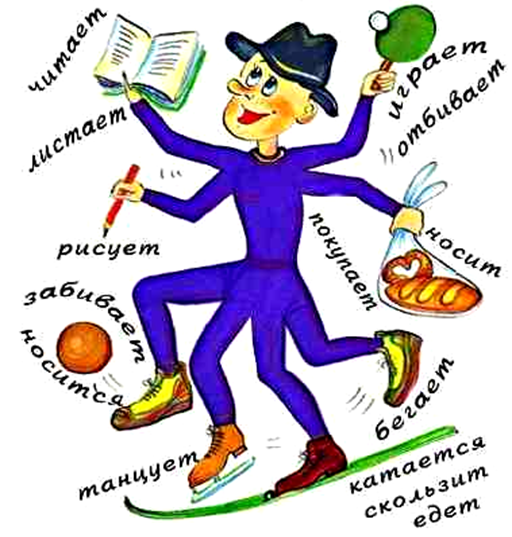 читает
листает
играет
отбивает
рисует
покупает
носит
забивает
носится
бегает
танцует
катается
скользит
едет